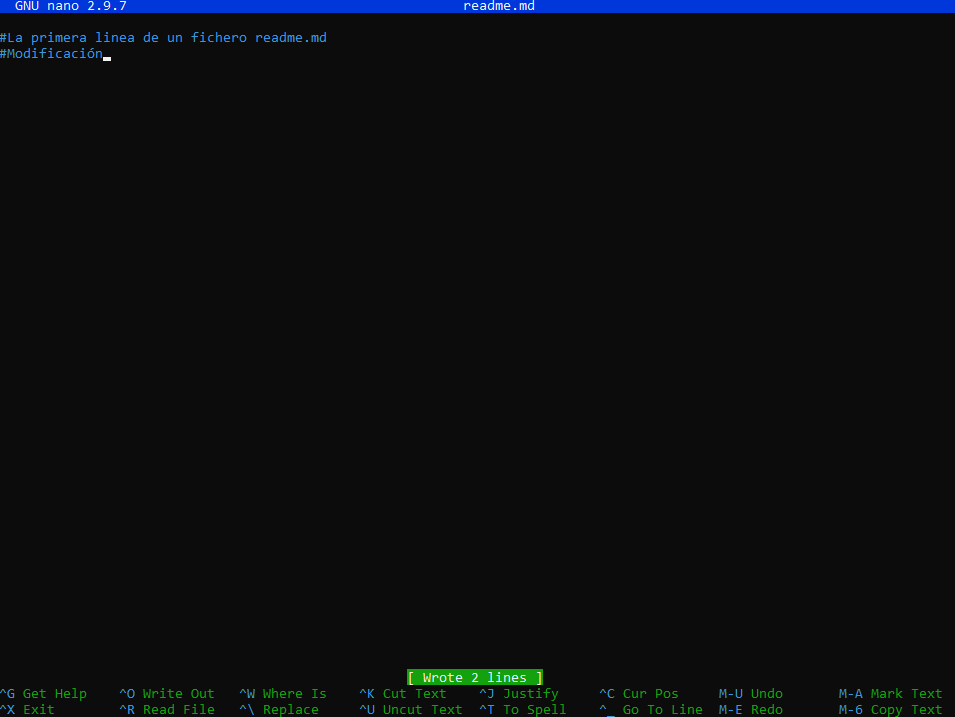 GNU nano 2.9.7 readme.md
#La primera linea de un fichero readme.md
#Modificación
[ Wrote 2 lines ]
^G Get Help ^O Write Out ^W Where Is ^K Cut Text ^J Justify ^C Cur Pos M-U Undo M-A Mark Text
^X Exit ^R Read File ^\ Replace ^U Uncut Text ^T To Spell ^_ Go To Line M-E Redo M-6 Copy Text